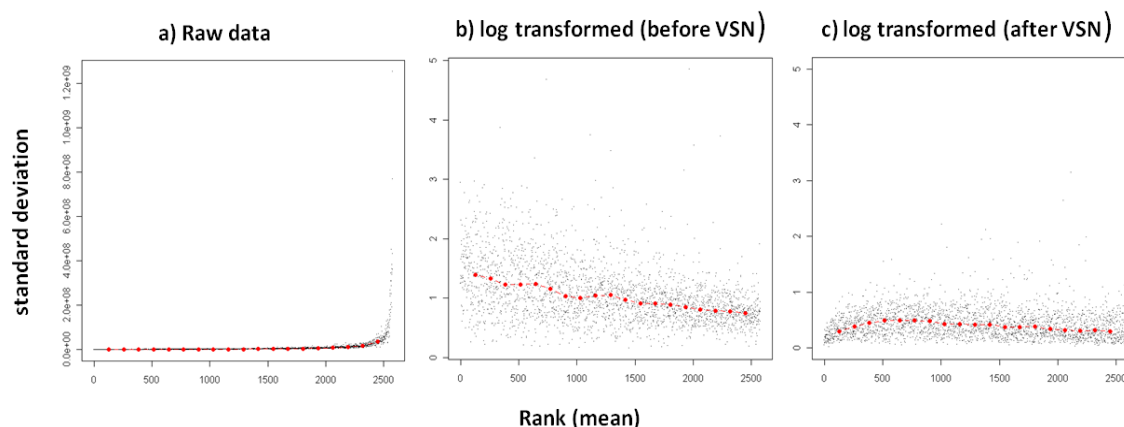 a) Raw data
b) log transformed (before VSN)
c) log transformed (after VSN)
standard deviation
1.2e+09
1.0e+09
8.0e+08
6.0e+08
4.0e+08
2.0e+08
0.0e+00
0 500 1000 1500 2000 2500
5
4
3
2
1
0
0 500 1000 1500 2000 2500
5
4
3
2
1
0
0 500 1000 1500 2000 2500
Rank (mean)